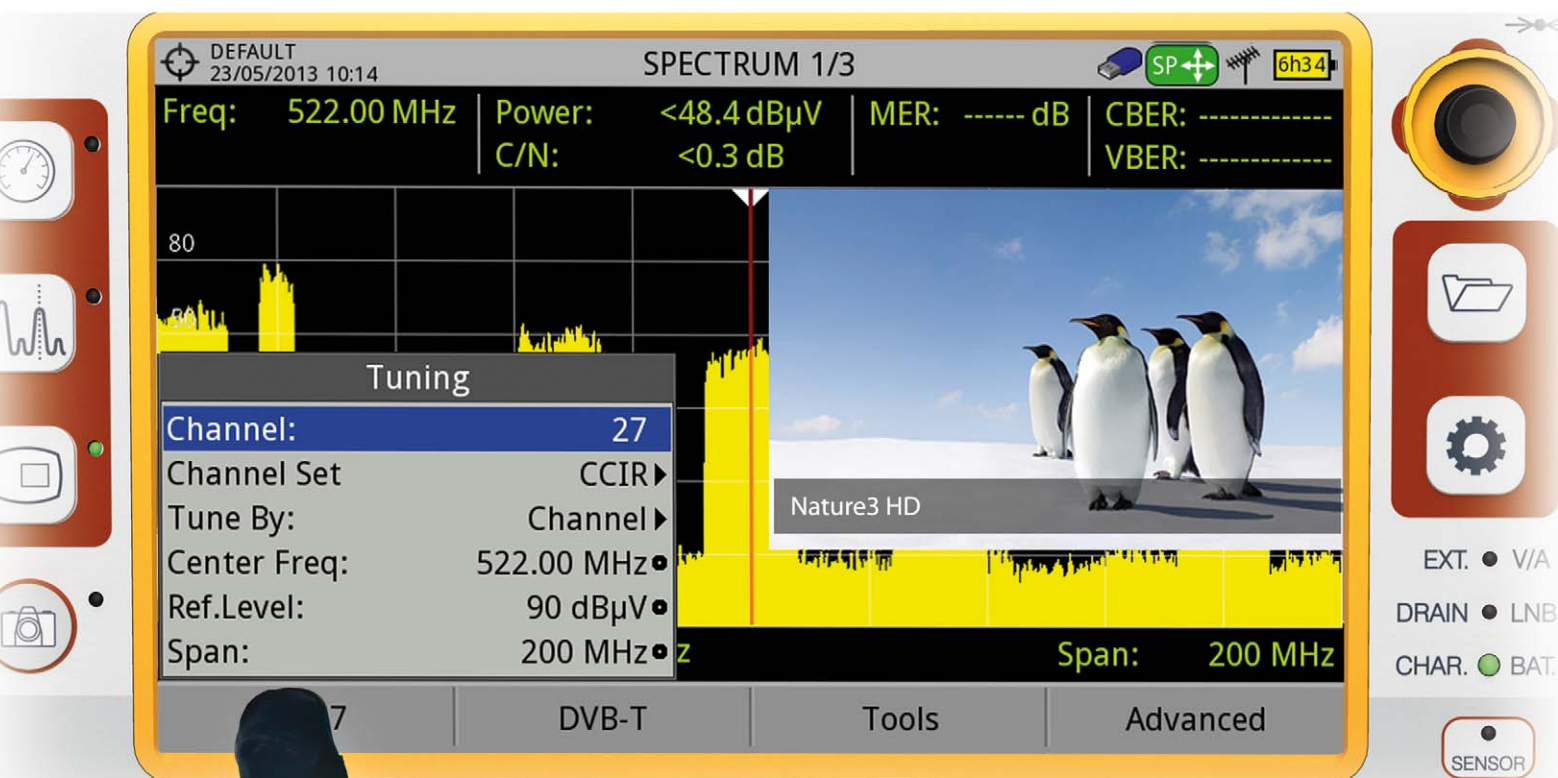 DEFAULT
23/05/2013 10:14
SPECTRUM 1/3
SP
6h34
Freq: 522.00 MHz
Power: <48.4 dBµV
MER: ------ dB
CBER: -------------
C/N: <0.3 dB
VBER: -------------
80
Tuning
Channel: 27
Channel Set CCIR
Tune By: Channel
Center Freq: 522.00 MHz
Ref.Level: 90 dBµV
Span: 200 MHz
Nature3 HD
z
Span: 200 MHz
7
DVB-T
Tools
Advanced
EXT. V/A
DRAIN LNB
CHAR. BAT.
SENSOR